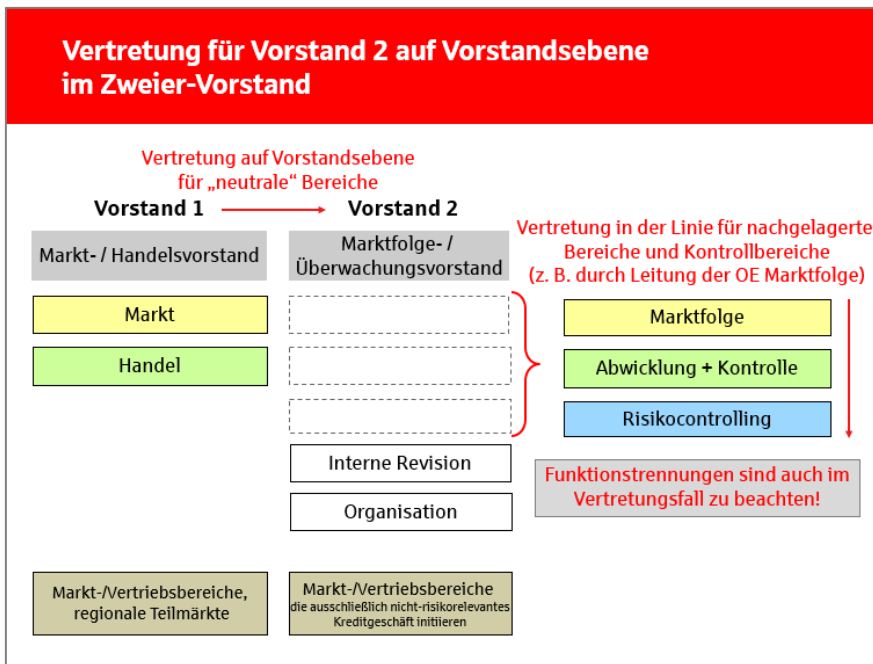 Vertretung für Vorstand 2 auf Vorstandsebene
im Zweier-Vorstand
Vertretung auf Vorstandsebene
für „neutrale“ Bereiche
Vorstand 1
Vorstand 2
Markt- / Handelsvorstand
Marktfolge- /
Überwachungsvorstand
Vertretung in der Linie für nachgelagerte
Bereiche und Kontrollbereiche
(z. B. durch Leitung der OE Marktfolge)
Markt
Marktfolge
Handel
Abwicklung + Kontrolle
Risikocontrolling
Interne Revision
Organisation
Funktionstrennungen sind auch im
Vertretungsfall zu beachten!
Markt-/Vertriebsbereiche,
regionale Teilmärkte
Markt-/Vertriebsbereiche
die ausschließlich nicht-risikorelevantes
Kreditgeschäft initiieren